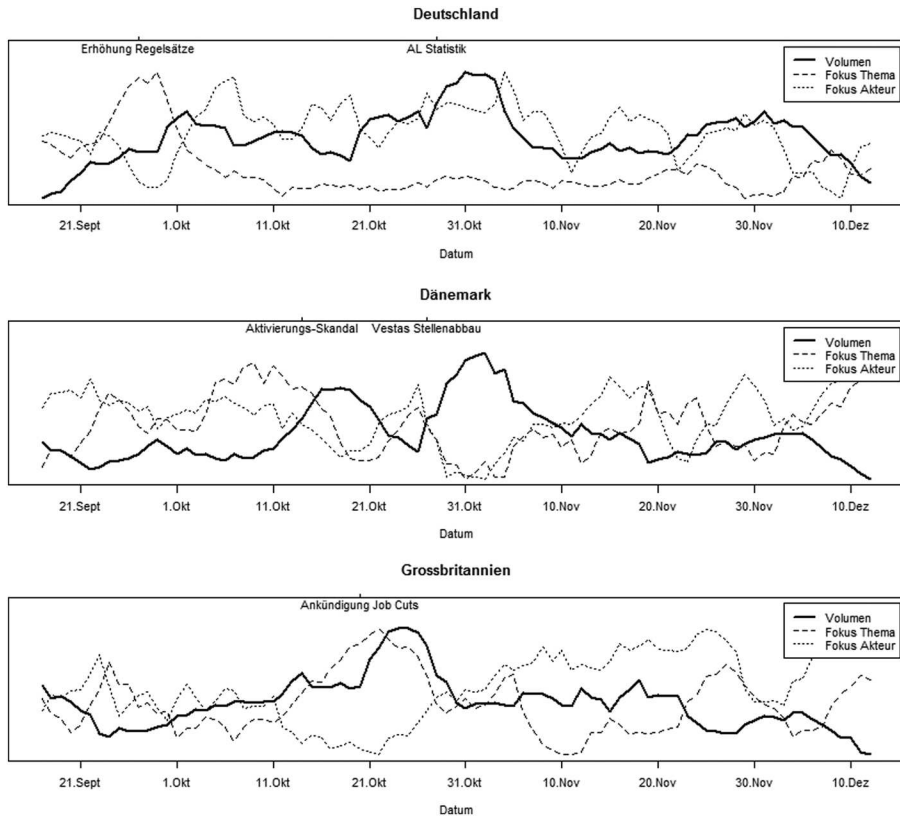 Deutschland
Erhöhung Regelsätze AL Statistik
Volumen
Fokus Thema
Fokus Akteur
21.Sept 1.Okt 11.Okt 21.Okt 31.Okt 10.Nov 20.Nov 30.Nov 10.Dez
Datum
Dänemark
Aktivierungs-Skandal Vestas Stellenabbau
Volumen
Fokus Thema
Fokus Akteur
21.Sept 1.Okt 11.Okt 21.Okt 31.Okt 10.Nov 20.Nov 30.Nov 10.Dez
Datum
Grossbritannien
Ankündigung Job Cuts
Volumen
Fokus Thema
Fokus Akteur
21.Sept 1.Okt 11.Okt 21.Okt 31.Okt 10.Nov 20.Nov 30.Nov 10.Dez
Datum